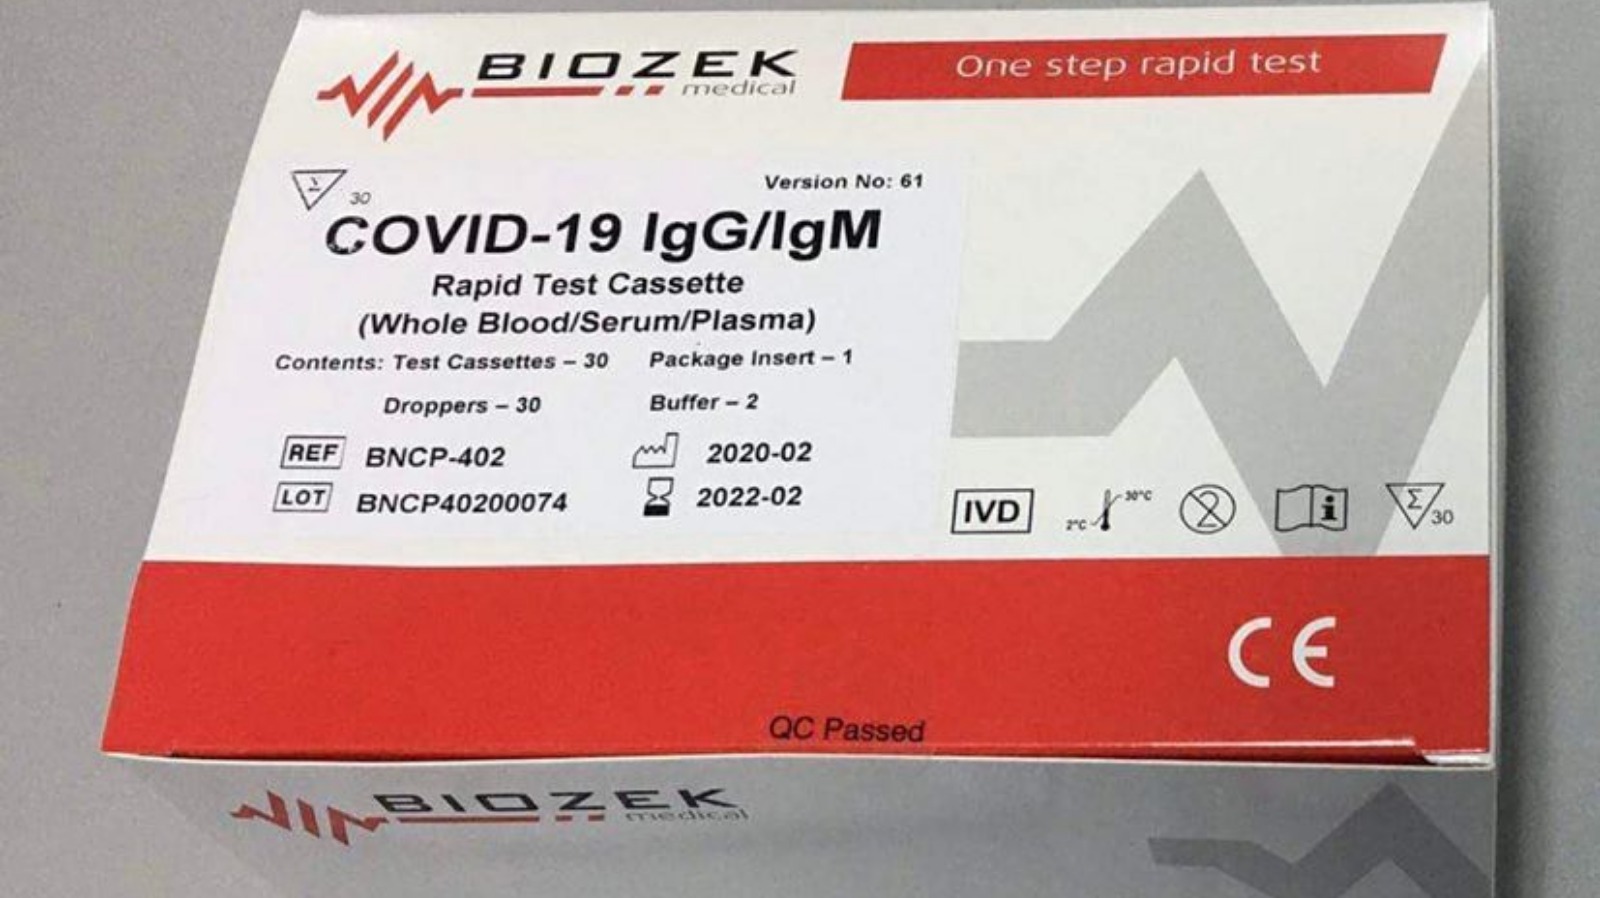 BIOZEK
medical
One step rapid test
Σ 30
Version No: 61
COVID-19 IgG/IgM
Rapid Test Cassette
(Whole Blood/Serum/Plasma)
Contents: Test Cassettes – 30 Package Insert – 1
Droppers – 30 Buffer – 2
REF BNCP-402 2020-02
LOT BNCP40200074 2022-02
IVD 2°C 30°C 2 i Σ 30
CE
QC Passed
BIOZEK
medical